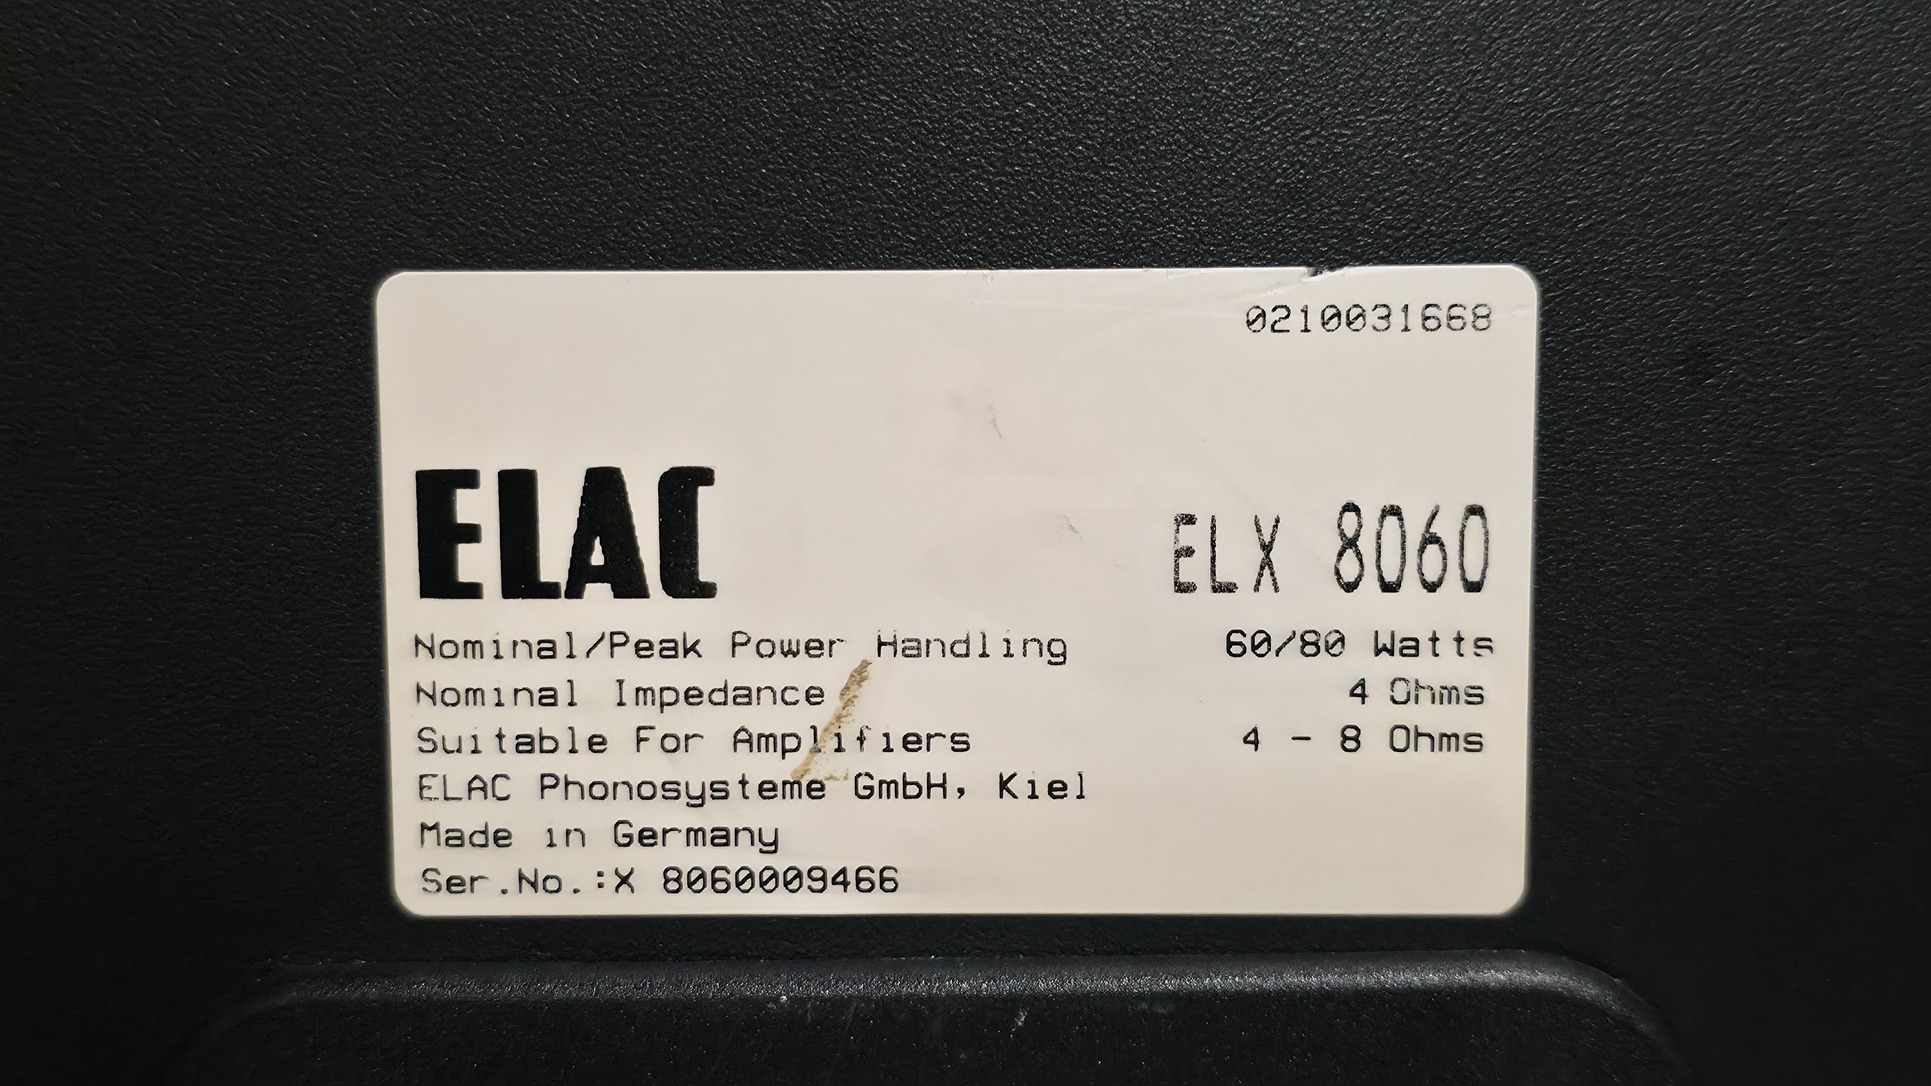 0210031668
ELAC ELX 8060
Nominal/Peak Power Handling 60/80 Watts
Nominal Impedance 4 Ohms
Suitable For Amplifiers 4 - 8 Ohms
ELAC Phonosysteme GmbH, Kiel
Made in Germany
Ser.No.:X 8060009466